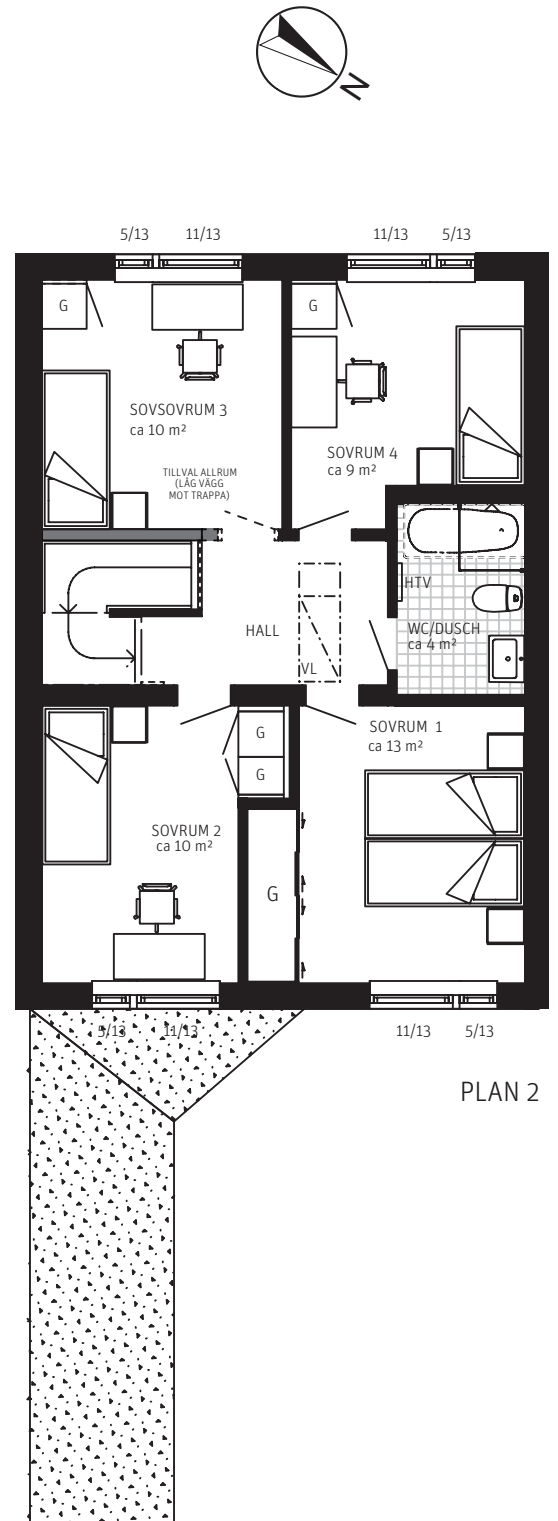 N
5/13 11/13 11/13 5/13
G
G
SOVSOVRUM 3
ca 10 m²
SOVRUM 4
ca 9 m²
TILLVAL ALLRUM
(LÅG VÄGG
MOT TRAPPA)
HTV
WC/DUSCH
ca 4 m²
HALL
VL
SOVRUM 1
ca 13 m²
G
G
SOVRUM 2
ca 10 m²
G
5/13 11/13 11/13 5/13
PLAN 2